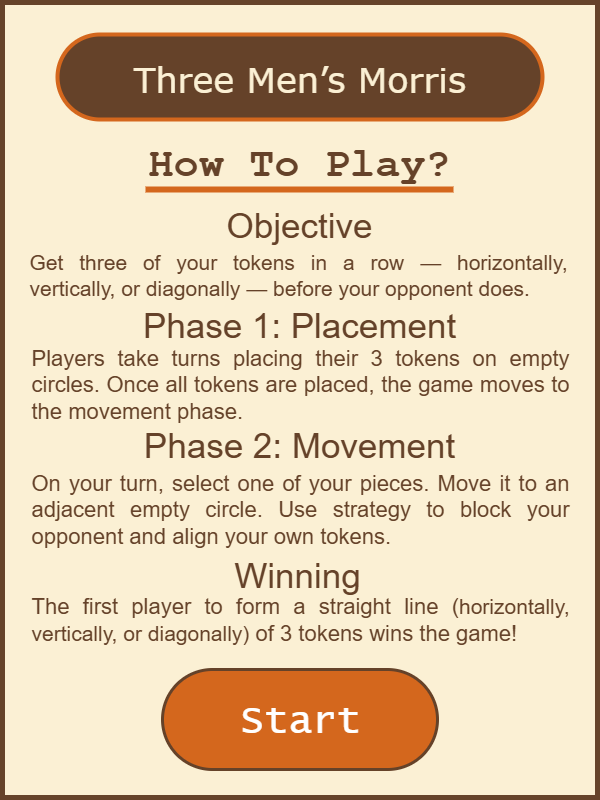 Three Men’s Morris
How To Play?
Objective
Get three of your tokens in a row — horizontally,
vertically, or diagonally — before your opponent does.
Phase 1: Placement
Players take turns placing their 3 tokens on empty
circles. Once all tokens are placed, the game moves to
the movement phase.
Phase 2: Movement
On your turn, select one of your pieces. Move it to an
adjacent empty circle. Use strategy to block your
opponent and align your own tokens.
Winning
The first player to form a straight line (horizontally,
vertically, or diagonally) of 3 tokens wins the game!
Start